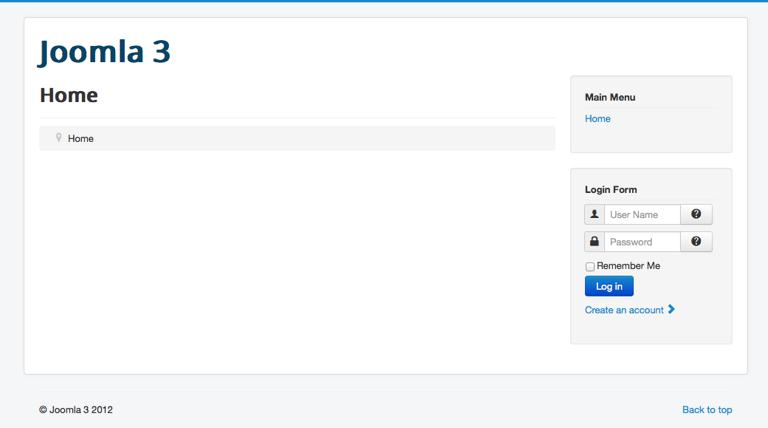 Joomla 3
Home
Home
Main Menu
Home
Login Form
User Name
Password
Remember Me
Log in
Create an account
© Joomla 3 2012
Back to top